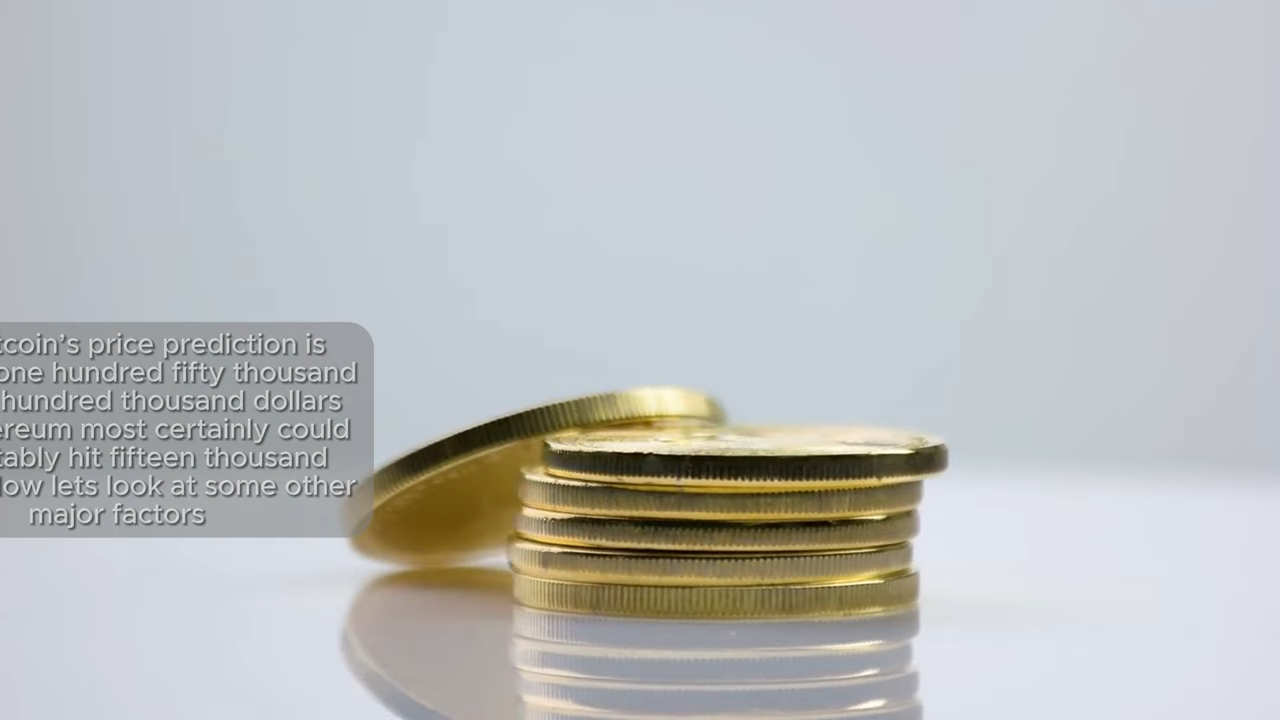 tcoin's price prediction is
one hundred fifty thousand
hundred thousand dollars
ereum most certainly could
tably hit fifteen thousand
low lets look at some other
major factors